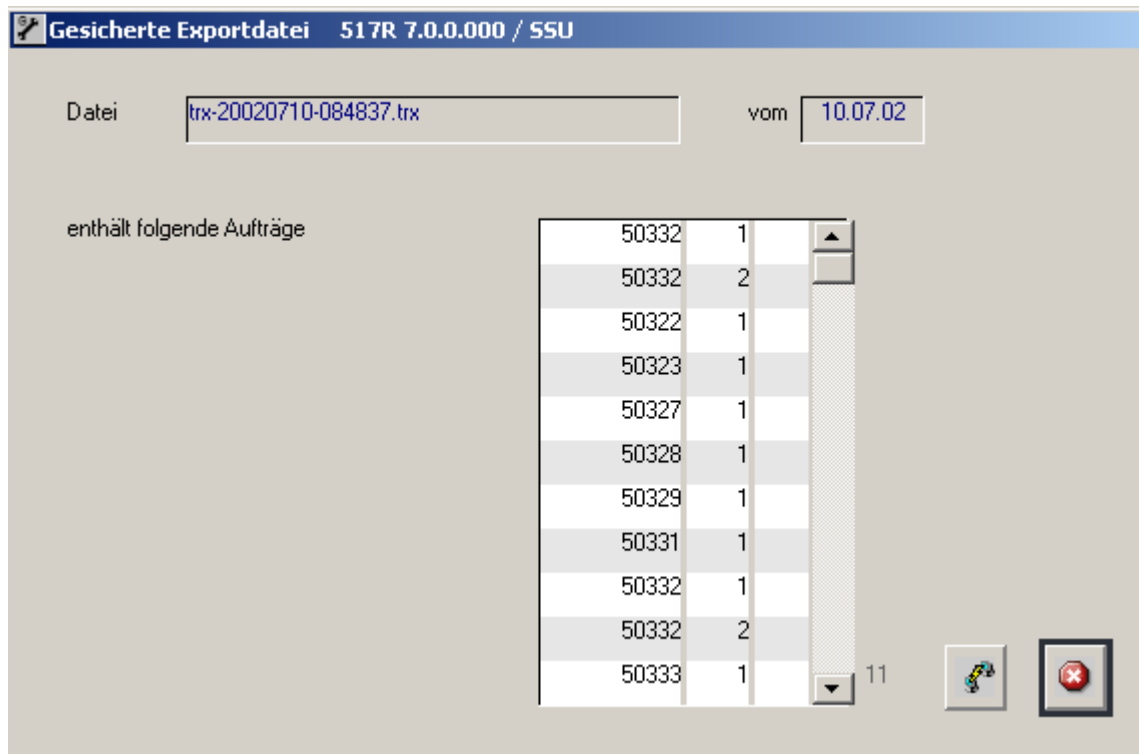 Gesicherte Exportdatei 517R 7.0.0.000 / SSU
Datei trx-20020710-084837.trx vom 10.07.02
enthält folgende Aufträge
50332 1
50332 2
50322 1
50323 1
50327 1
50328 1
50329 1
50331 1
50332 1
50332 2
50333 1 11